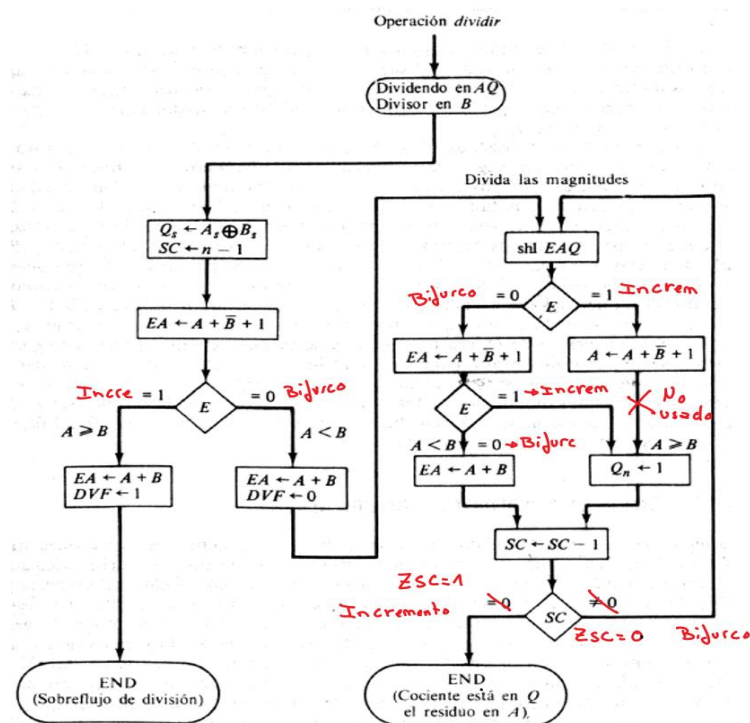 Operación dividir
Dividendo en AQ
Divisor en B
Divida las magnitudes
Qs ← As ⊕ Bs
SC ← n − 1
shl EAQ
Bifurco = 0 E = 1 Increm
EA ← A + B̅ + 1
EA ← A + B̅ + 1
A ← A + B̅ + 1
Incre = 1 E = 0 Bifurco
E = 1 → Increm
No
usado
A ⩾ B
A < B
A < B = 0 → Bifurc
A ⩾ B
EA ← A + B
DVF ← 1
EA ← A + B
DVF ← 0
EA ← A + B
Qn ← 1
SC ← SC − 1
ZSC=1
Incremento = 0 SC ≠ 0
ZSC=0 Bifurco
END
(Sobreflujo de división)
END
(Cociente está en Q
el residuo en A)